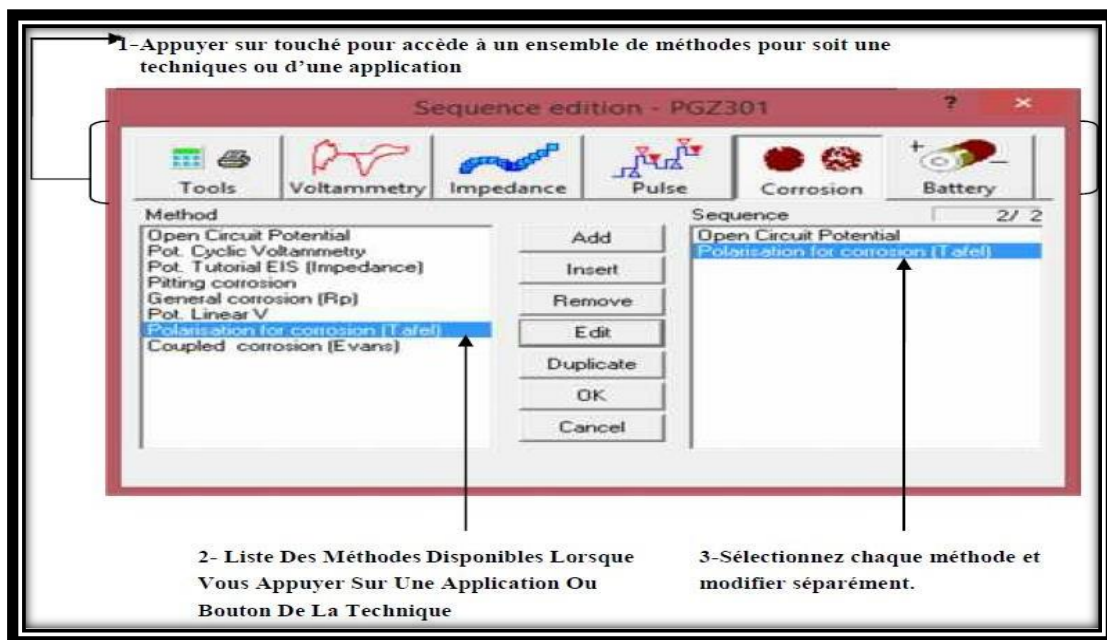 1-Appuyer sur touché pour accède à un ensemble de méthodes pour soit une
techniques ou d'une application
Sequence edition - PGZ301 ? ×
Tools Voltammetry Impedance Pulse Corrosion Battery
Method
Open Circuit Potential
Pot. Cyclic Voltammetry
Pot. Tutorial EIS (Impedance)
Pitting corrosion
General corrosion (Rp)
Pot. Linear V
Polarisation for corrosion (Tafel)
Coupled corrosion (Evans)
Add
Insert
Remove
Edit
Duplicate
OK
Cancel
Sequence 2/ 2
Open Circuit Potential
Polarisation for corrosion (Tafel)
2- Liste Des Méthodes Disponibles Lorsque
Vous Appuyer Sur Une Application Ou
Bouton De La Technique
3-Sélectionnez chaque méthode et
modifier séparément.